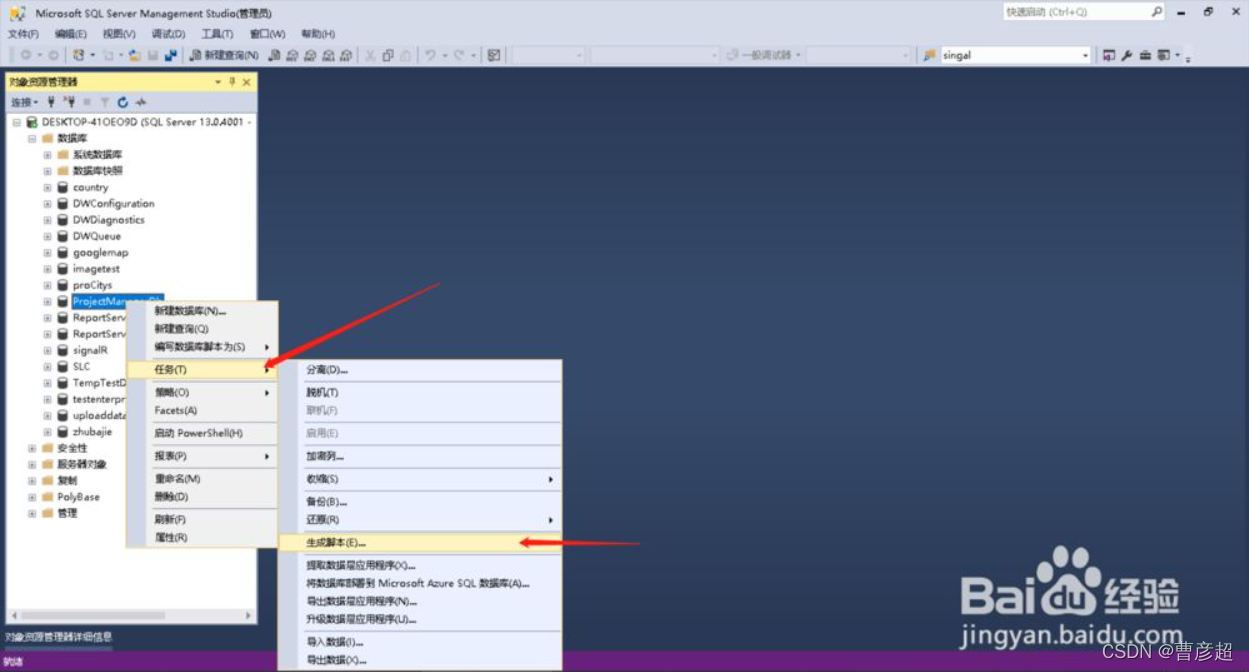 Microsoft SQL Server Management Studio(管理员)
快速启动 (Ctrl+Q)
文件(F) 编辑(E) 视图(V) 调试(D) 工具(T) 窗口(W) 帮助(H)
新建查询(N) 一般调试器 singal
对象资源管理器
连接
DESKTOP-41OEO9D (SQL Server 13.0.4001 -
数据库
系统数据库
数据库快照
country
DWConfiguration
DWDiagnostics
DWQueue
googlemap
imagetest
proCitys
ProjectManagerDb
ReportServ
ReportServ
signalR
SLC
TempTestD
testenterpr
uploaddata
zhubajie
安全性
服务器对象
复制
PolyBase
管理
新建数据库(N)...
新建查询(Q)
编写数据库脚本为(S)
任务(T)
策略(O)
Facets(A)
启动 PowerShell(H)
报表(P)
重命名(M)
删除(D)
刷新(F)
属性(R)
分离(D)...
脱机(T)
联机(F)
启用(E)
加密列...
收缩(S)
备份(B)...
还原(R)
生成脚本(E)...
提取数据层应用程序(X)...
将数据库部署到 Microsoft Azure SQL 数据库(A)...
导出数据层应用程序(N)...
升级数据层应用程序(U)...
导入数据(I)...
导出数据(X)...
对象资源管理器详细信息
就绪
Baidu经验
jingyan.baidu.com
CSDN @曹彦超